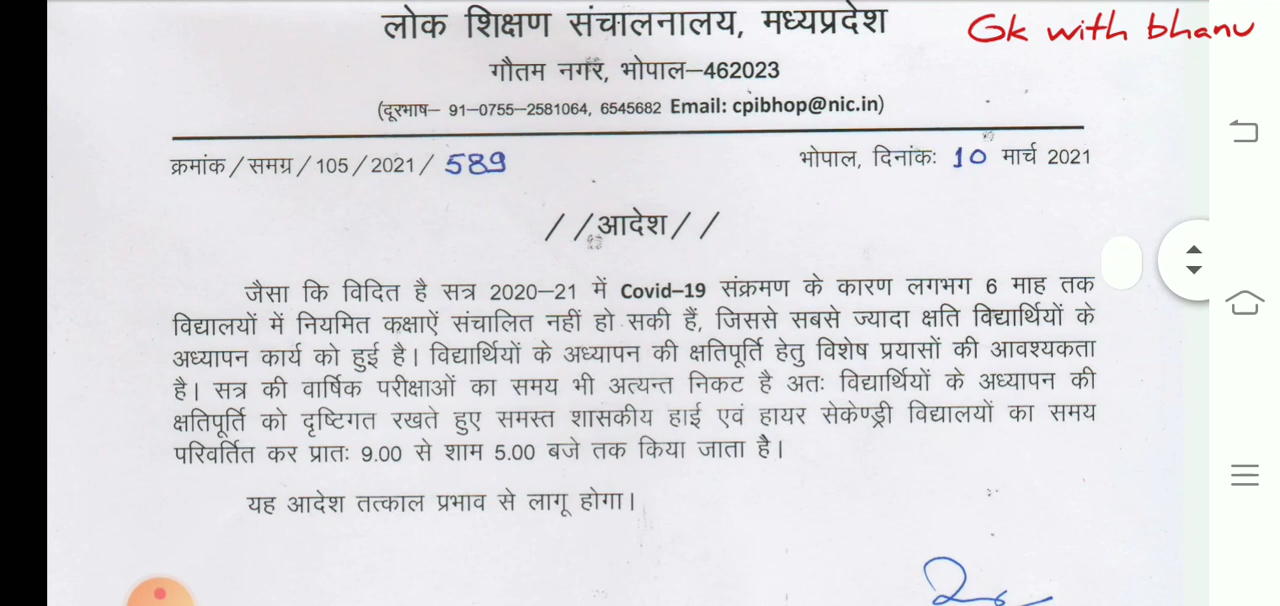 लोक शिक्षण संचालनालय, मध्यप्रदेश
Gk with bhanu
गौतम नगर, भोपाल–462023
(दूरभाष– 91–0755–2581064, 6545682 Email: cpibhop@nic.in)
क्रमांक / समग्र / 105 / 2021 / 589
भोपाल, दिनांकः 10 मार्च 2021
/ /आदेश/ /
जैसा कि विदित है सत्र 2020–21 में Covid–19 संक्रमण के कारण लगभग 6 माह तक
विद्यालयों में नियमित कक्षाऐं संचालित नहीं हो सकी हैं, जिससे सबसे ज्यादा क्षति विद्यार्थियों के
अध्यापन कार्य को हुई है। विद्यार्थियों के अध्यापन की क्षतिपूर्ति हेतु विशेष प्रयासों की आवश्यकता
है। सत्र की वार्षिक परीक्षाओं का समय भी अत्यन्त निकट है अतः विद्यार्थियों के अध्यापन की
क्षतिपूर्ति को दृष्टिगत रखते हुए समस्त शासकीय हाई एवं हायर सेकेण्ड्री विद्यालयों का समय
परिवर्तित कर प्रातः 9.00 से शाम 5.00 बजे तक किया जाता है।
यह आदेश तत्काल प्रभाव से लागू होगा।